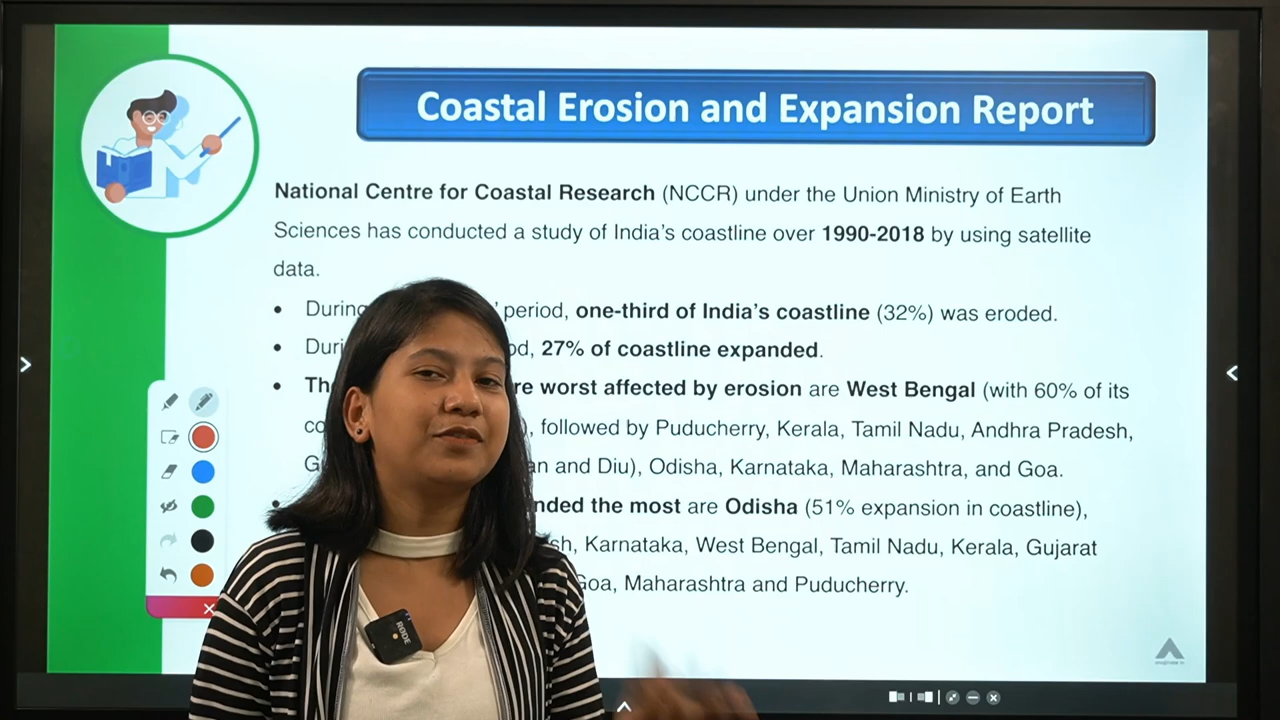 Coastal Erosion and Expansion Report
National Centre for Coastal Research (NCCR) under the Union Ministry of Earth
Sciences has conducted a study of India's coastline over 1990-2018 by using satellite
data.
• During period, one-third of India's coastline (32%) was eroded.
• 27% of coastline expanded.
• worst affected by erosion are West Bengal (with 60% of its
, followed by Puducherry, Kerala, Tamil Nadu, Andhra Pradesh,
and Diu), Odisha, Karnataka, Maharashtra, and Goa.
the most are Odisha (51% expansion in coastline),
Karnataka, West Bengal, Tamil Nadu, Kerala, Gujarat
Goa, Maharashtra and Puducherry.
RØDE